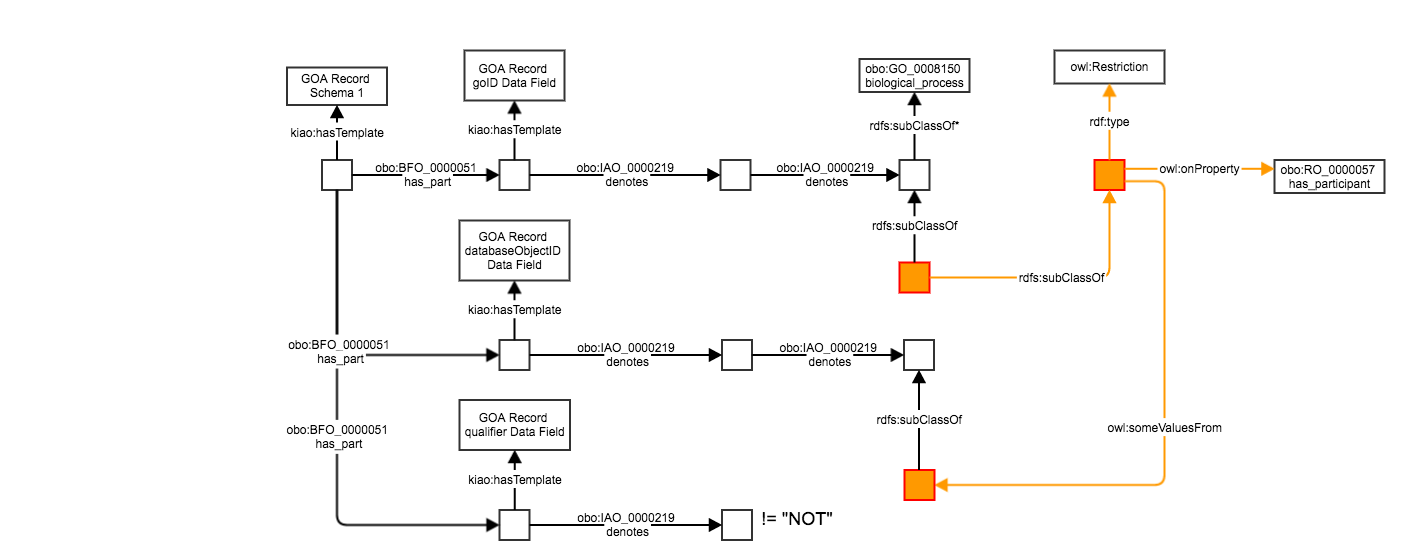 GOA Record
Schema 1
GOA Record
goID Data Field
obo:GO_0008150
biological_process
owl:Restriction
kiao:hasTemplate
kiao:hasTemplate
rdfs:subClassOf*
rdf:type
obo:BFO_0000051
has_part
obo:IAO_0000219
denotes
obo:IAO_0000219
denotes
owl:onProperty
obo:RO_0000057
has_participant
rdfs:subClassOf
GOA Record
databaseObjectID
Data Field
rdfs:subClassOf
kiao:hasTemplate
obo:BFO_0000051
has_part
obo:IAO_0000219
denotes
obo:IAO_0000219
denotes
GOA Record
qualifier Data Field
rdfs:subClassOf
owl:someValuesFrom
obo:BFO_0000051
has_part
kiao:hasTemplate
obo:IAO_0000219
denotes
!= "NOT"